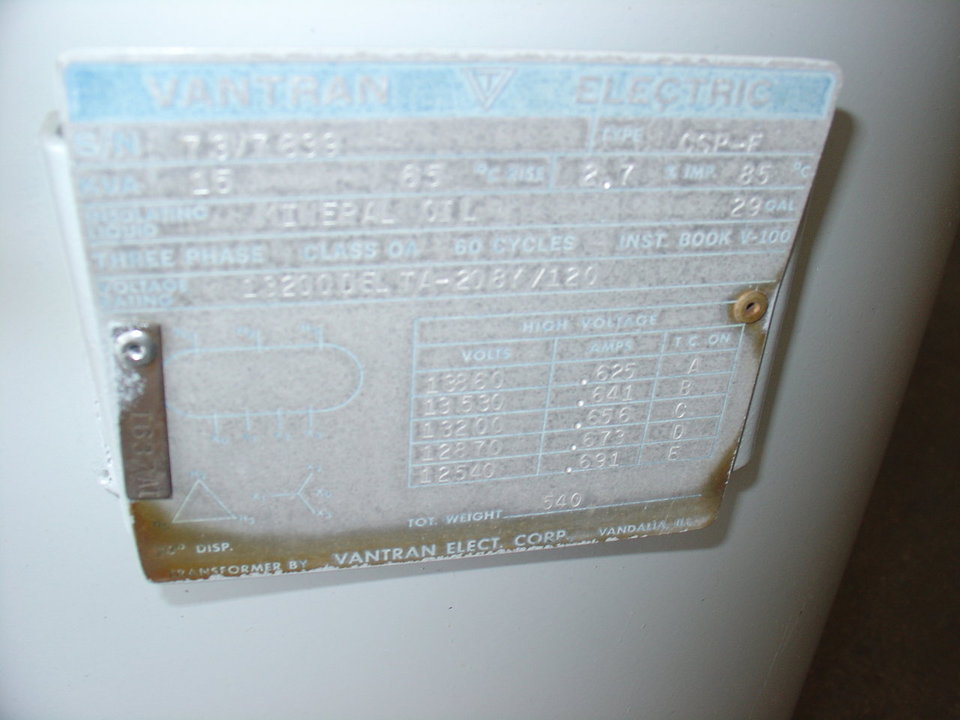 VANTRAN VT ELECTRIC
S/N TYPE CSP-F
KVA 15 65 °C RISE 2.7 % IMP. 85 °C
INSULATING LIQUID MINERAL OIL 29 GAL
THREE PHASE CLASS OA 60 CYCLES INST. BOOK V-100
VOLTAGE RATING 13200DELTA-208Y/120
HIGH VOLTAGE
VOLTS AMPS T.C. ON
13860 .625 A
13530 .641 B
13200 .656 C
12870 .673 D
12540 .691 E
TOT. WEIGHT 540
DISP.
TRANSFORMER BY VANTRAN ELECT. CORP. VANDALIA,